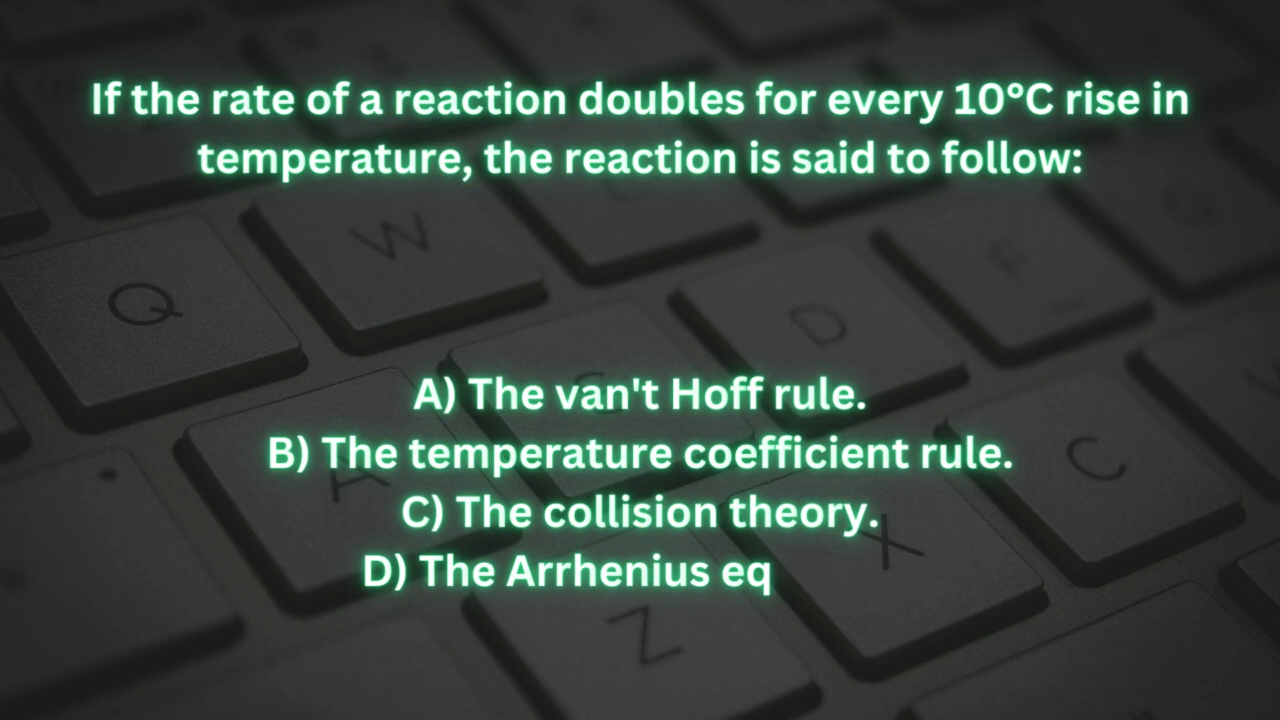 If the rate of a reaction doubles for every 10°C rise in
temperature, the reaction is said to follow:
A) The van't Hoff rule.
B) The temperature coefficient rule.
C) The collision theory.
D) The Arrhenius eq
Q
W
D
F
A
C
X
Z